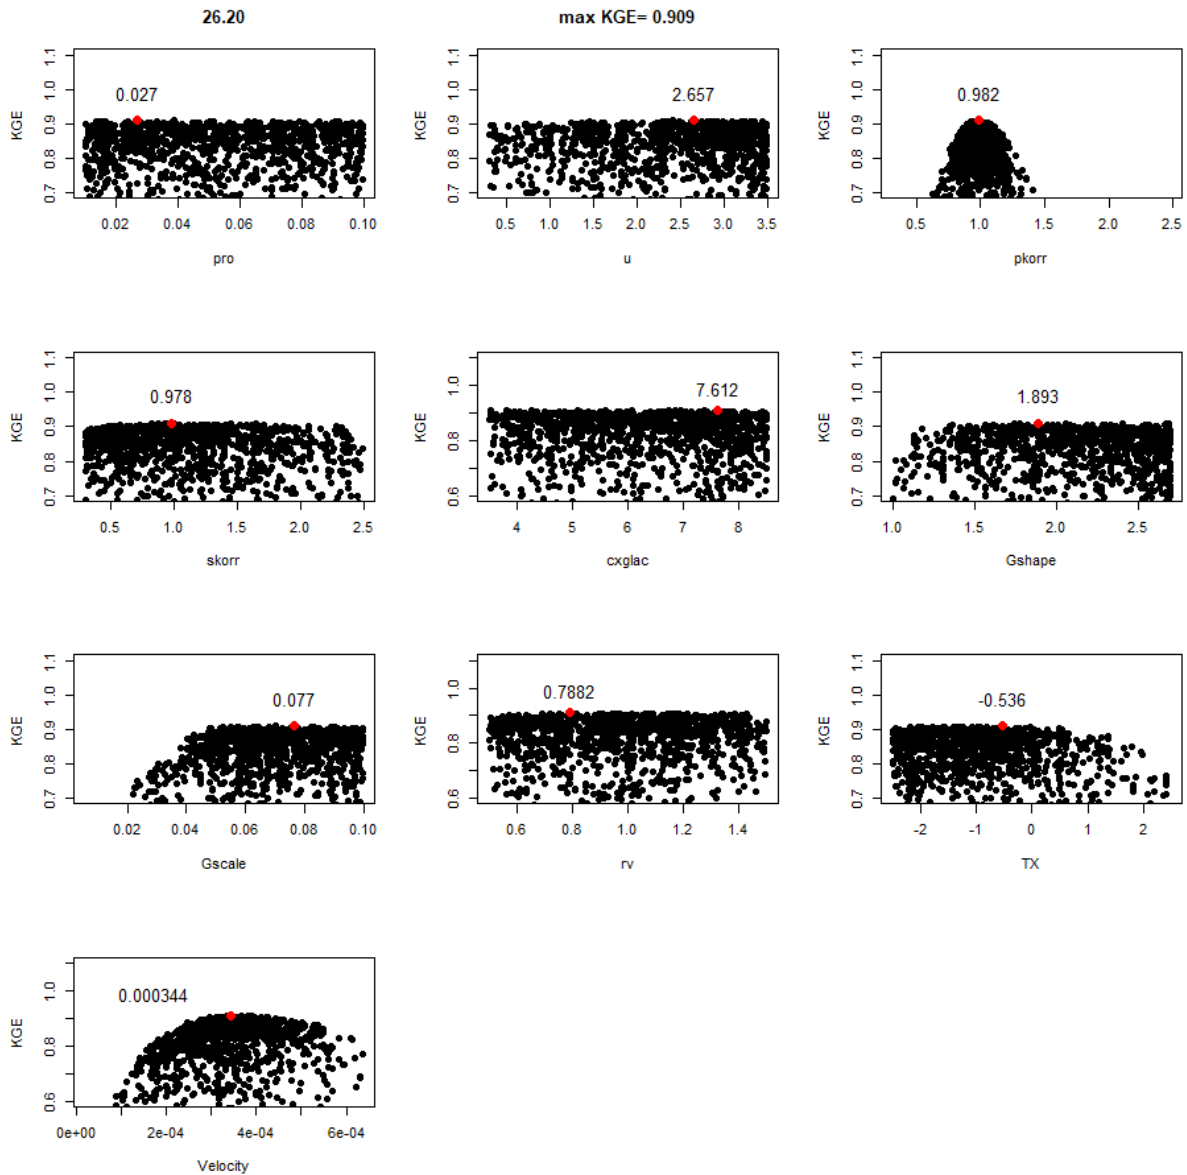 26.20
max KGE= 0.909
KGE
0.7 0.8 0.9 1.0 1.1
0.027
0.02 0.04 0.06 0.08 0.10
pro
KGE
0.7 0.8 0.9 1.0 1.1
2.657
0.5 1.0 1.5 2.0 2.5 3.0 3.5
u
KGE
0.7 0.8 0.9 1.0 1.1
0.982
0.5 1.0 1.5 2.0 2.5
pkorr
KGE
0.7 0.8 0.9 1.0 1.1
0.978
0.5 1.0 1.5 2.0 2.5
skorr
KGE
0.6 0.8 1.0
7.612
4 5 6 7 8
cxglac
KGE
0.7 0.8 0.9 1.0 1.1
1.893
1.0 1.5 2.0 2.5
Gshape
KGE
0.7 0.8 0.9 1.0 1.1
0.077
0.02 0.04 0.06 0.08 0.10
Gscale
KGE
0.6 0.8 1.0
0.7882
0.6 0.8 1.0 1.2 1.4
rv
KGE
0.7 0.8 0.9 1.0 1.1
-0.536
-2 -1 0 1 2
TX
KGE
0.6 0.8 1.0
0.000344
0e+00 2e-04 4e-04 6e-04
Velocity